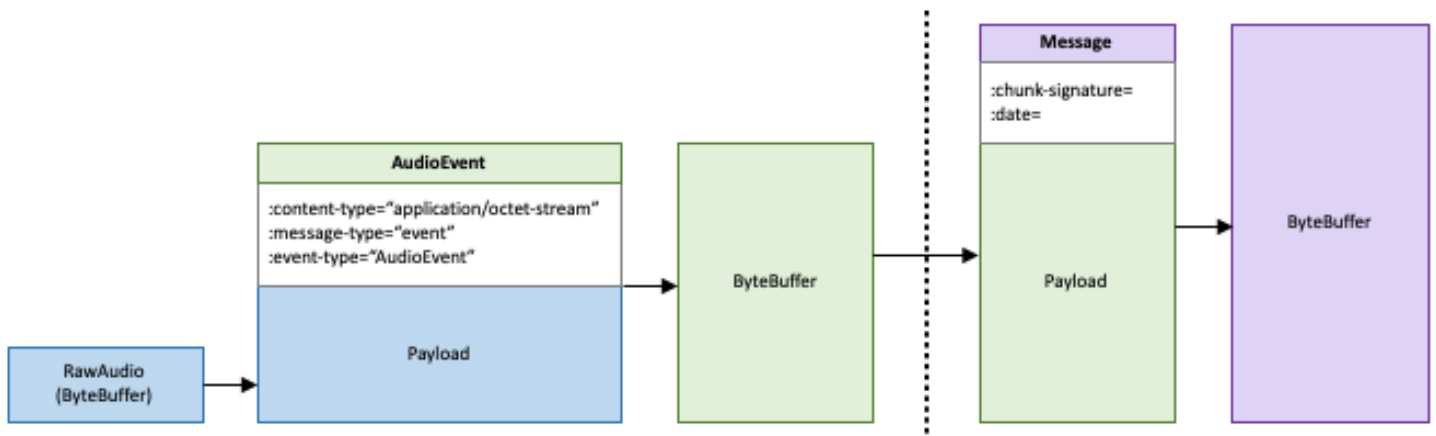 RawAudio
(ByteBuffer)
AudioEvent
:content-type=“application/octet-stream”
:message-type=“event”
:event-type=“AudioEvent”
Payload
ByteBuffer
Message
:chunk-signature=
:date=
Payload
ByteBuffer